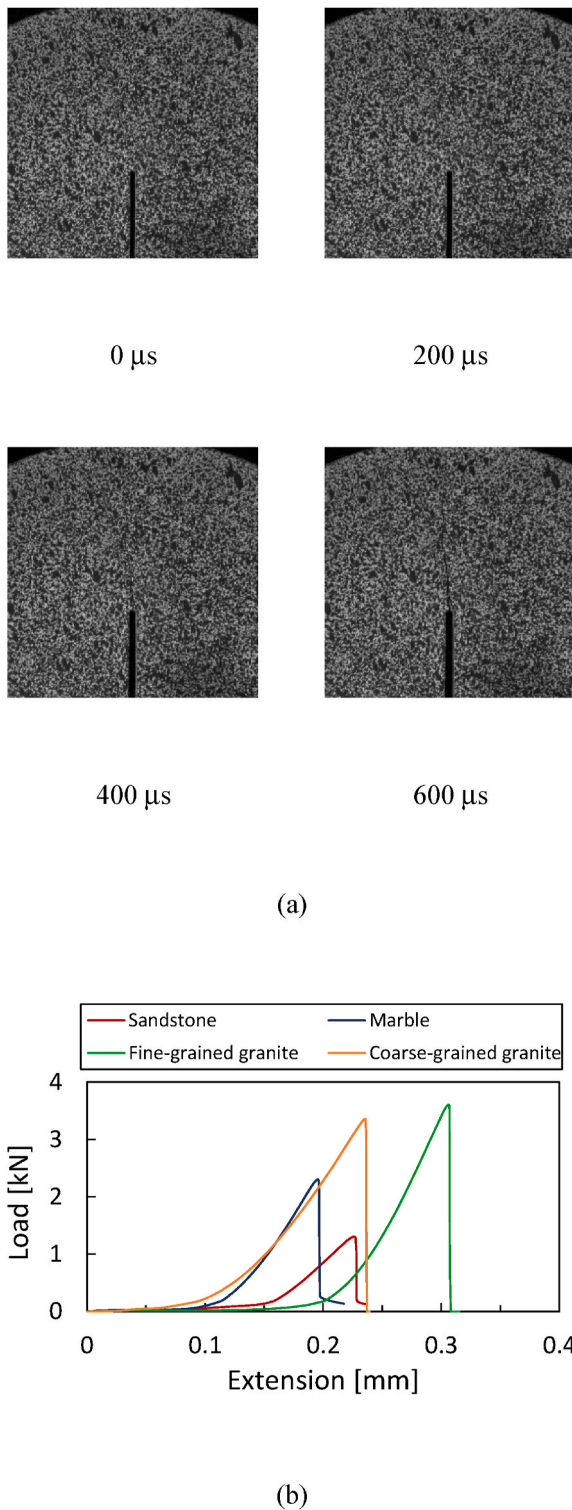 0 μs
200 μs
400 μs
600 μs
(a)
Sandstone
Marble
Fine-grained granite
Coarse-grained granite
4
3
2
1
0
Load [kN]
0
0.1
0.2
0.3
0.4
Extension [mm]
(b)